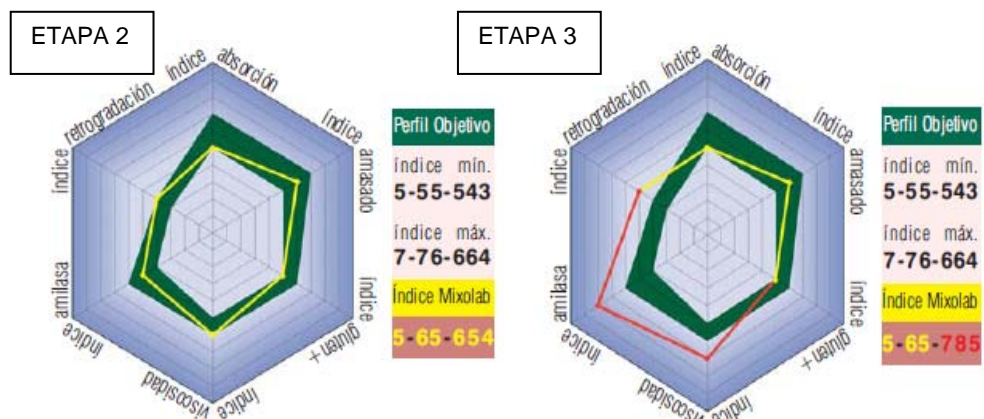 ETAPA 2
índice absorción
índice amasado
índice gluten+
índice viscosidad
índice amilasa
índice retrogradación
Perfil Objetivo
índice mín.
5-55-543
índice máx.
7-76-664
Índice Mixolab
5-65-654
ETAPA 3
índice absorción
índice amasado
índice gluten+
índice viscosidad
índice amilasa
índice retrogradación
Perfil Objetivo
índice mín.
5-55-543
índice máx.
7-76-664
Índice Mixolab
5-65-785